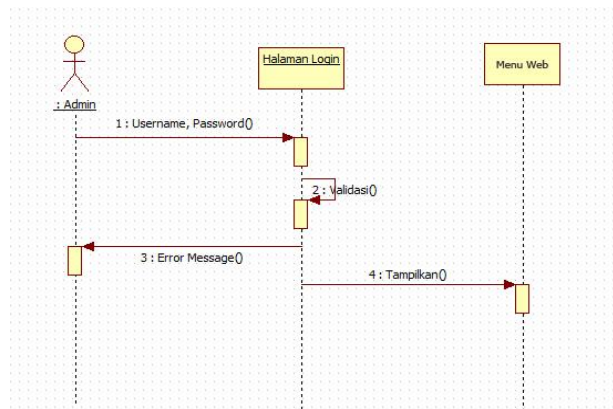 Halaman Login
Menu Web
: Admin
1 : Username, Password()
2 : Validasi()
3 : Error Message()
4 : Tampilkan()